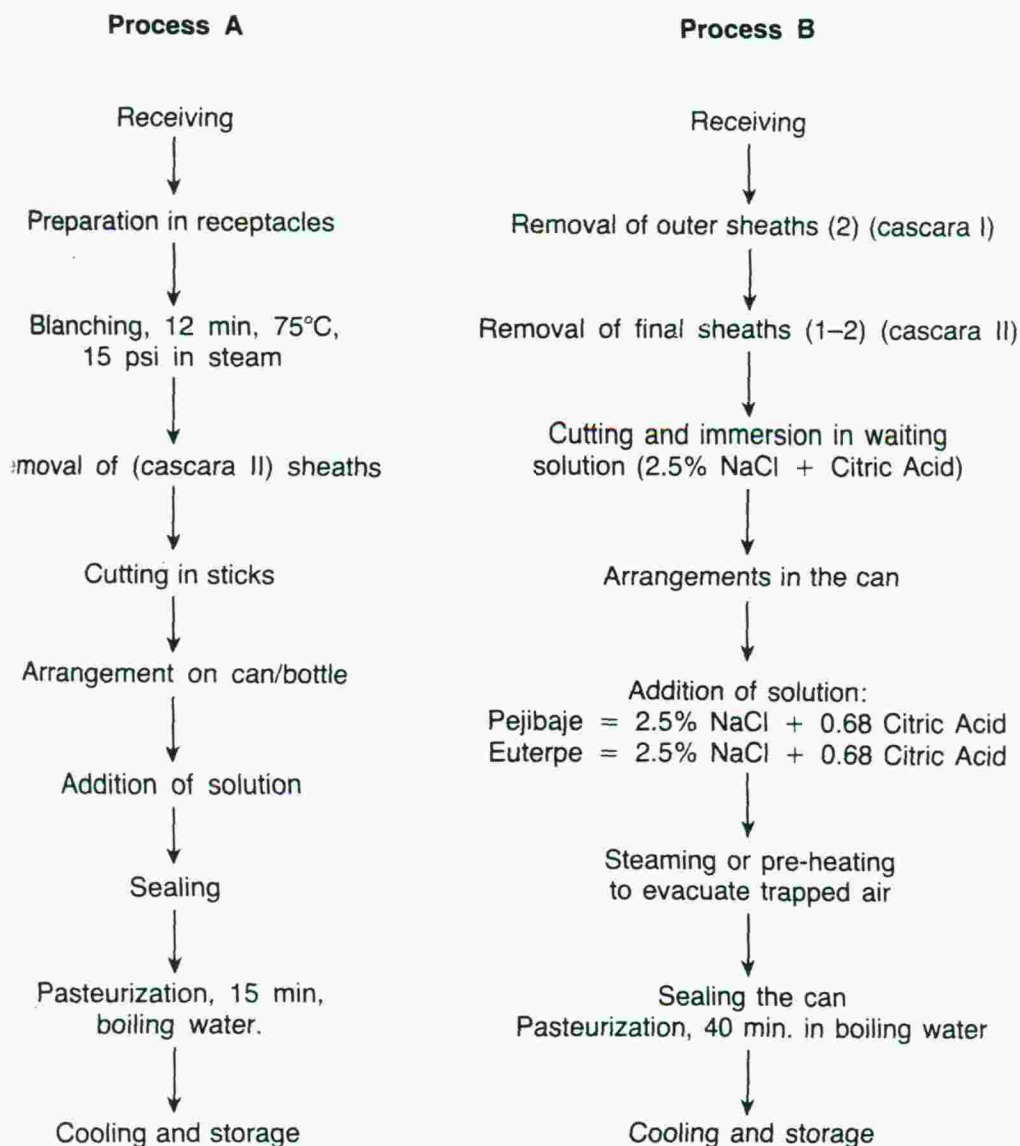 Process A
Receiving
Preparation in receptacles
Blanching, 12 min, 75°C,
15 psi in steam
moval of (cascara II) sheaths
Cutting in sticks
Arrangement on can/bottle
Addition of solution
Sealing
Pasteurization, 15 min,
boiling water.
Cooling and storage
Process B
Receiving
Removal of outer sheaths (2) (cascara I)
Removal of final sheaths (1–2) (cascara II)
Cutting and immersion in waiting
solution (2.5% NaCl + Citric Acid)
Arrangements in the can
Addition of solution:
Pejibaje = 2.5% NaCl + 0.68 Citric Acid
Euterpe = 2.5% NaCl + 0.68 Citric Acid
Steaming or pre-heating
to evacuate trapped air
Sealing the can
Pasteurization, 40 min. in boiling water
Cooling and storage